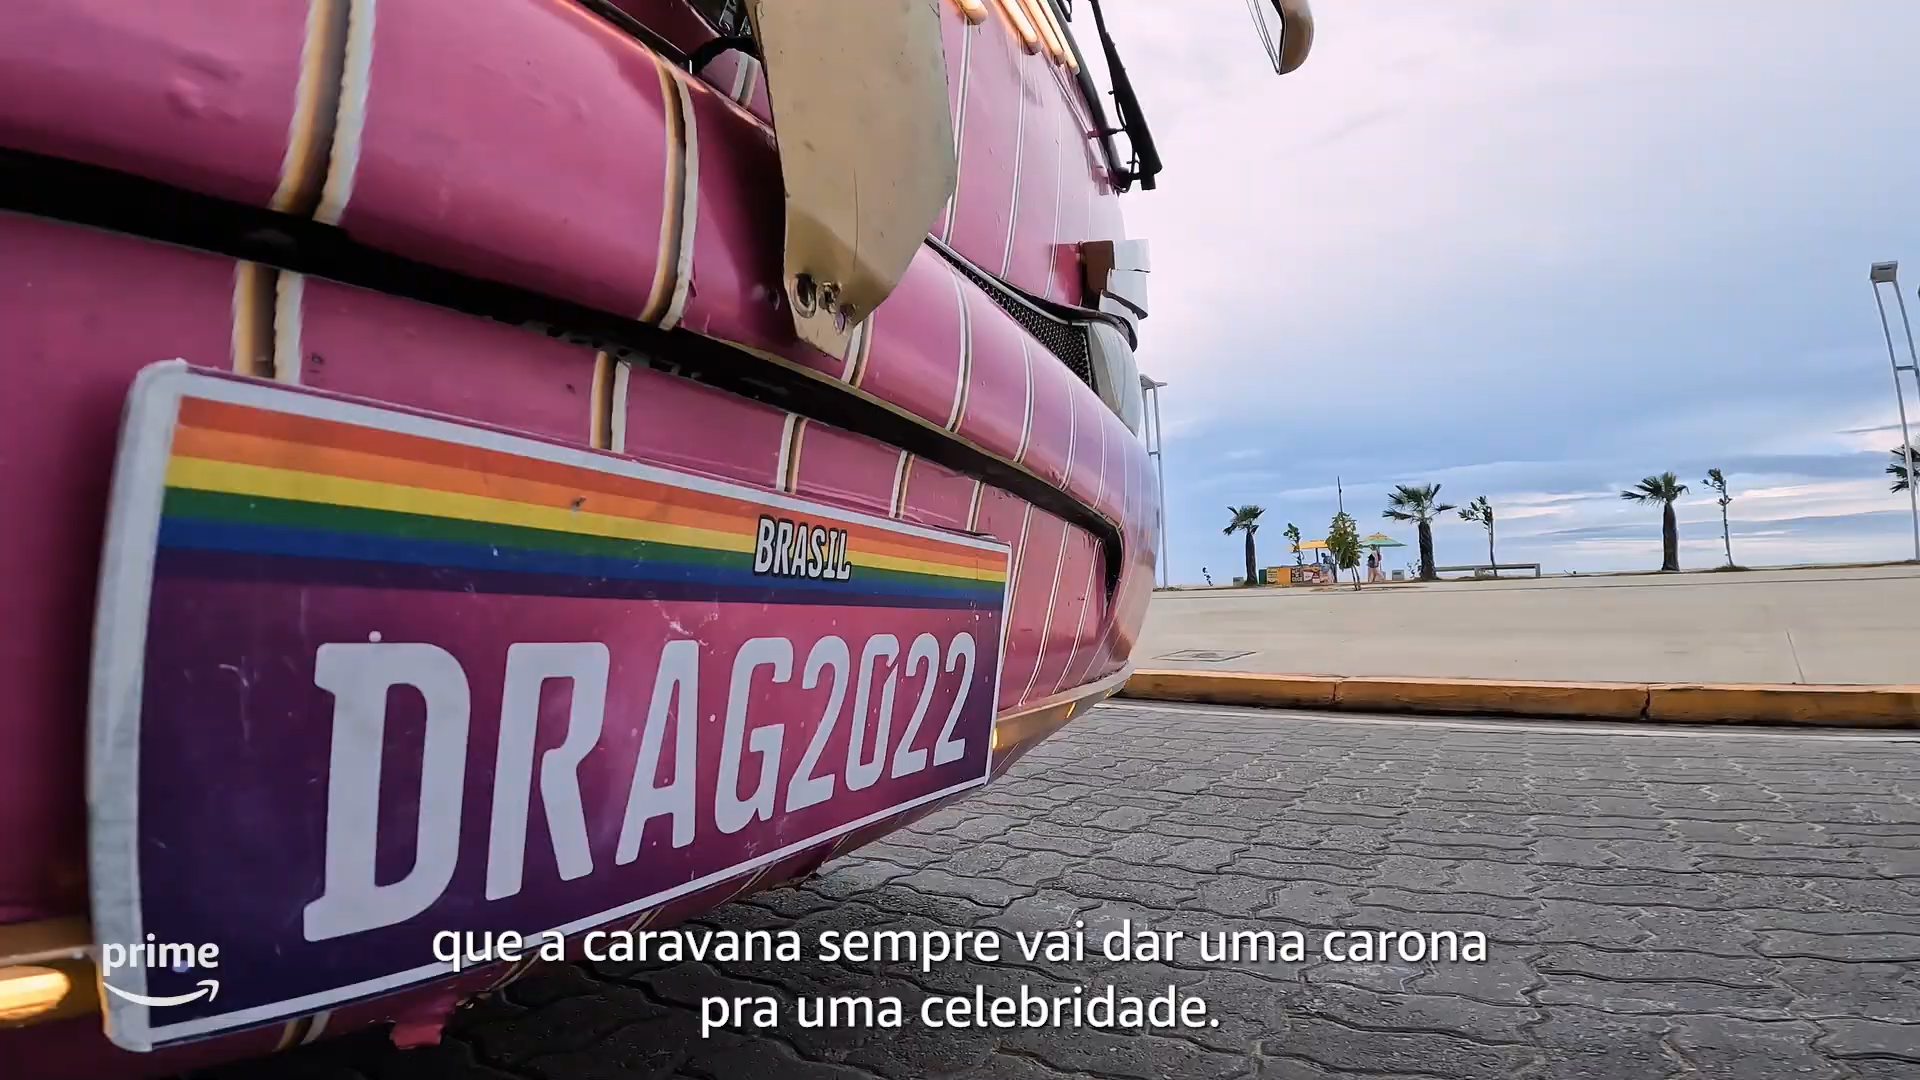 BRASIL
DRAG2022
prime
que a caravana sempre vai dar uma carona
pra uma celebridade.